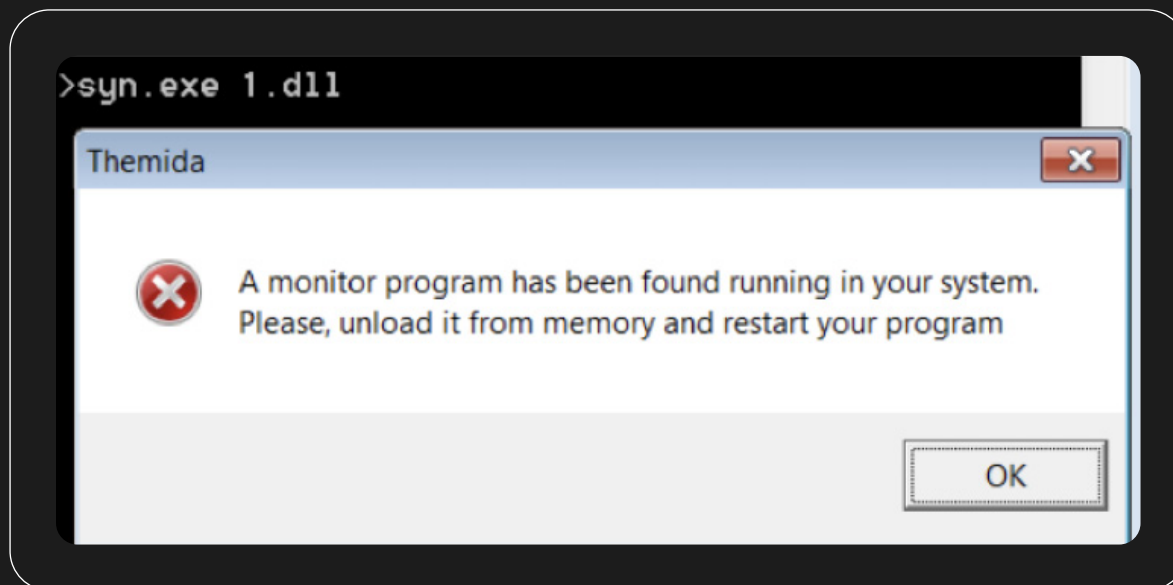 >syn.exe 1.dll
Themida
A monitor program has been found running in your system.
Please, unload it from memory and restart your program
OK